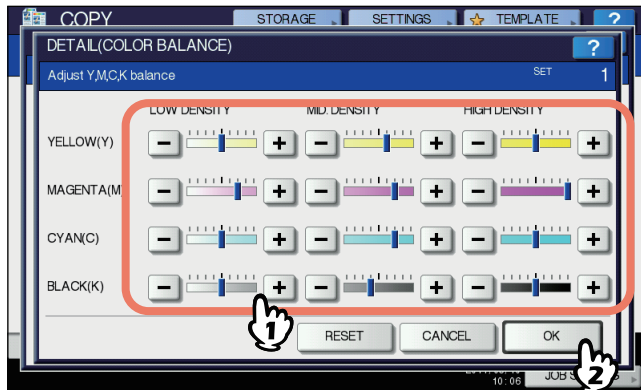 COPY STORAGE SETTINGS TEMPLATE ?
DETAIL(COLOR BALANCE) ?
Adjust Y,M,C,K balance SET 1
LOW DENSITY MID. DENSITY HIGH DENSITY
YELLOW(Y)
MAGENTA(M
CYAN(C)
BLACK(K)
1
RESET CANCEL OK
2
10:06 JOB S